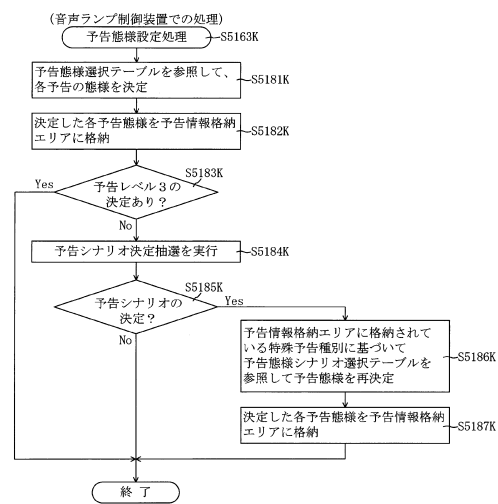 (音声ランプ制御装置での処理)
予告態様設定処理
S5163K
予告態様選択テーブルを参照して、
各予告の態様を決定
S5181K
決定した各予告態様を予告情報格納
エリアに格納
S5182K
予告レベル3の
決定あり?
S5183K
Yes
No
予告シナリオ決定抽選を実行
S5184K
予告シナリオの
決定?
S5185K
Yes
No
予告情報格納エリアに格納されて
いる特殊予告種別に基づいて
予告態様シナリオ選択テーブルを
参照して予告態様を再決定
S5186K
決定した各予告態様を予告情報格納
エリアに格納
S5187K
終 了